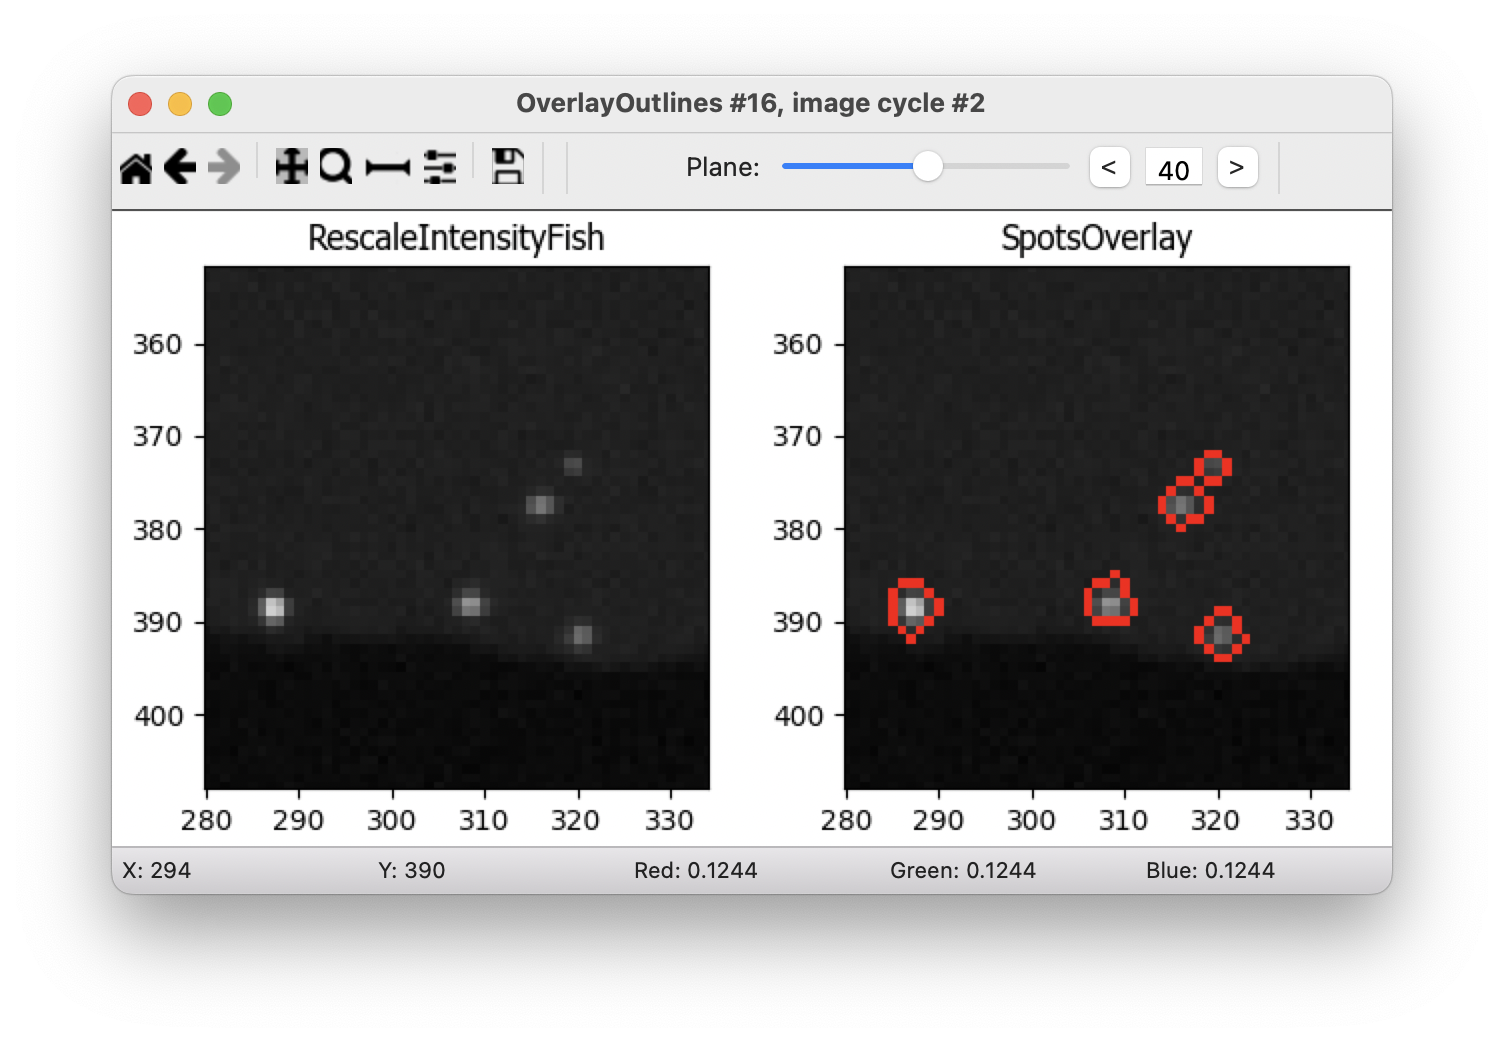 OverlayOutlines #16, image cycle #2
Plane: < 40 >
RescaleIntensityFish SpotsOverlay
360 360
370 370
380 380
390 390
400 400
280 290 300 310 320 330 280 290 300 310 320 330
X: 294 Y: 390 Red: 0.1244 Green: 0.1244 Blue: 0.1244